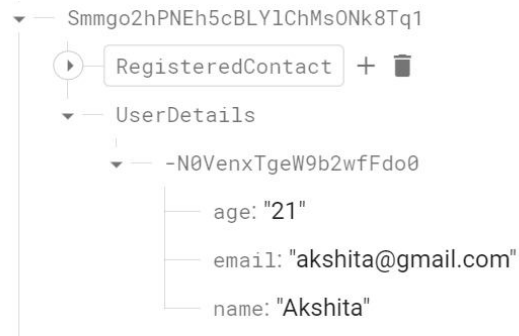 Smmgo2hPNEh5cBLYlChMsONk8Tq1
RegisteredContact
UserDetails
-N0VenxTgeW9b2wfFdo0
age: "21"
email: "akshita@gmail.com"
name: "Akshita"